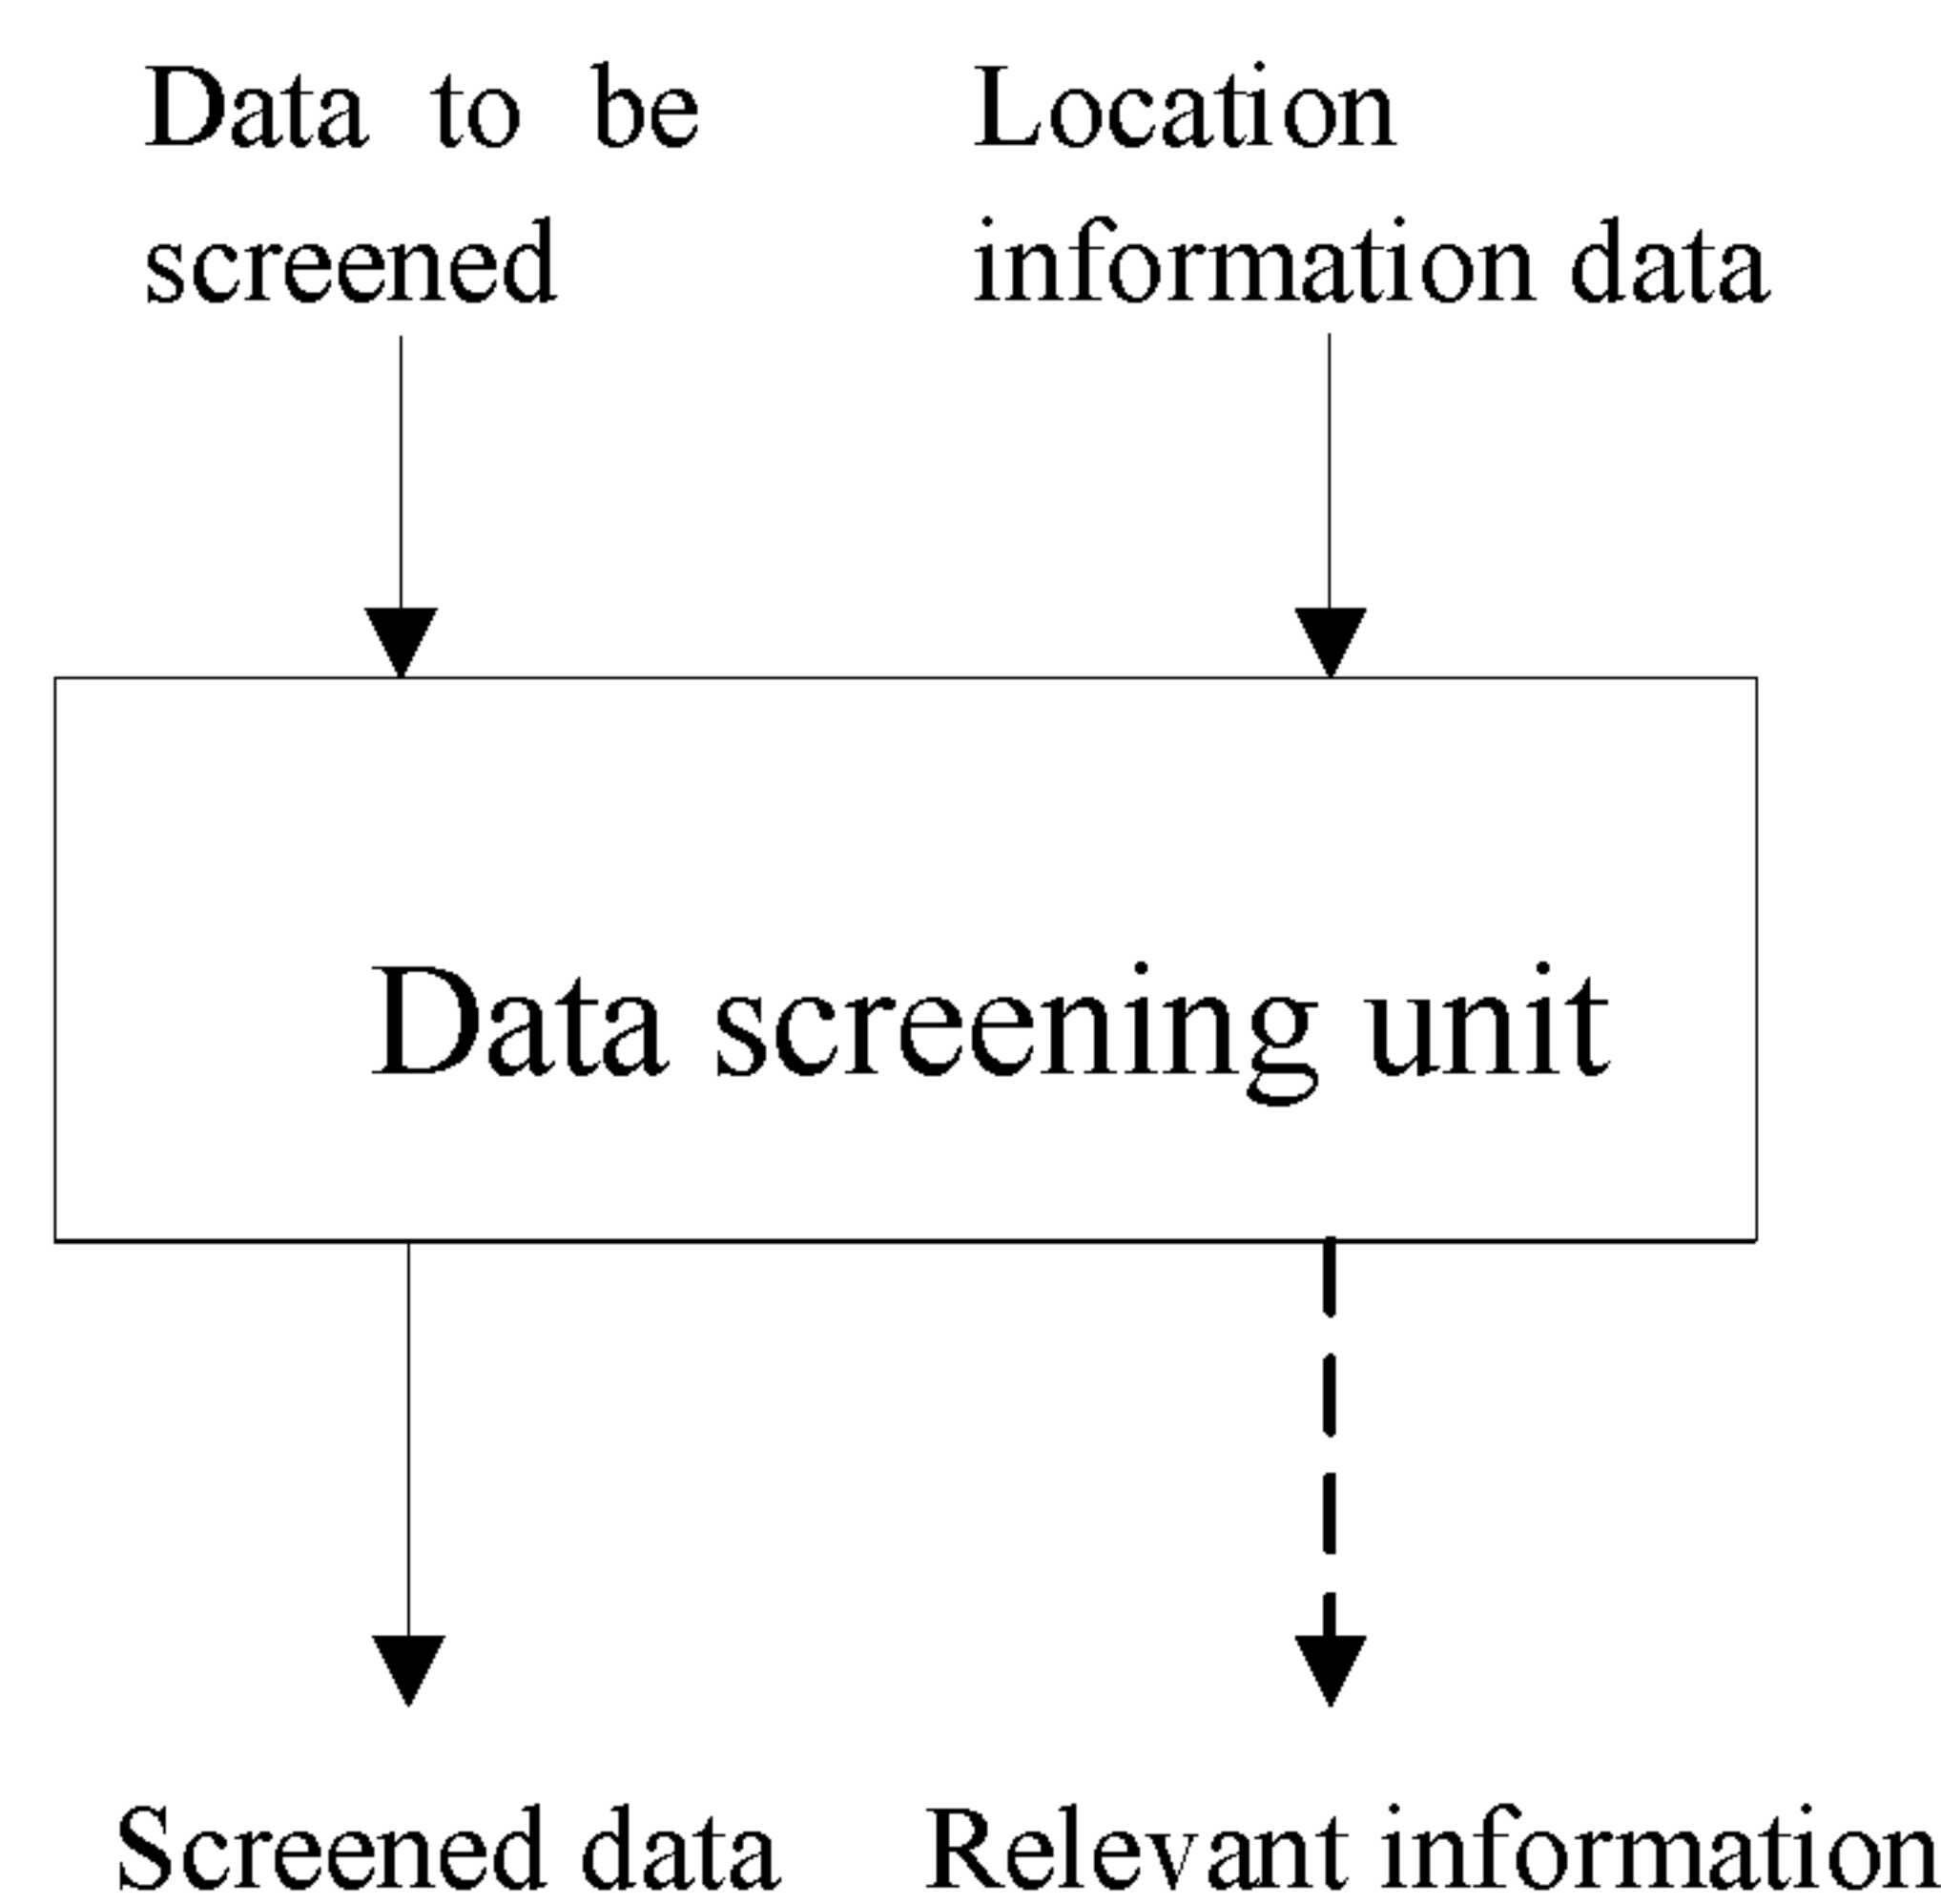 Data to be
screened
Location
information data
Data screening unit
Screened data
Relevant information